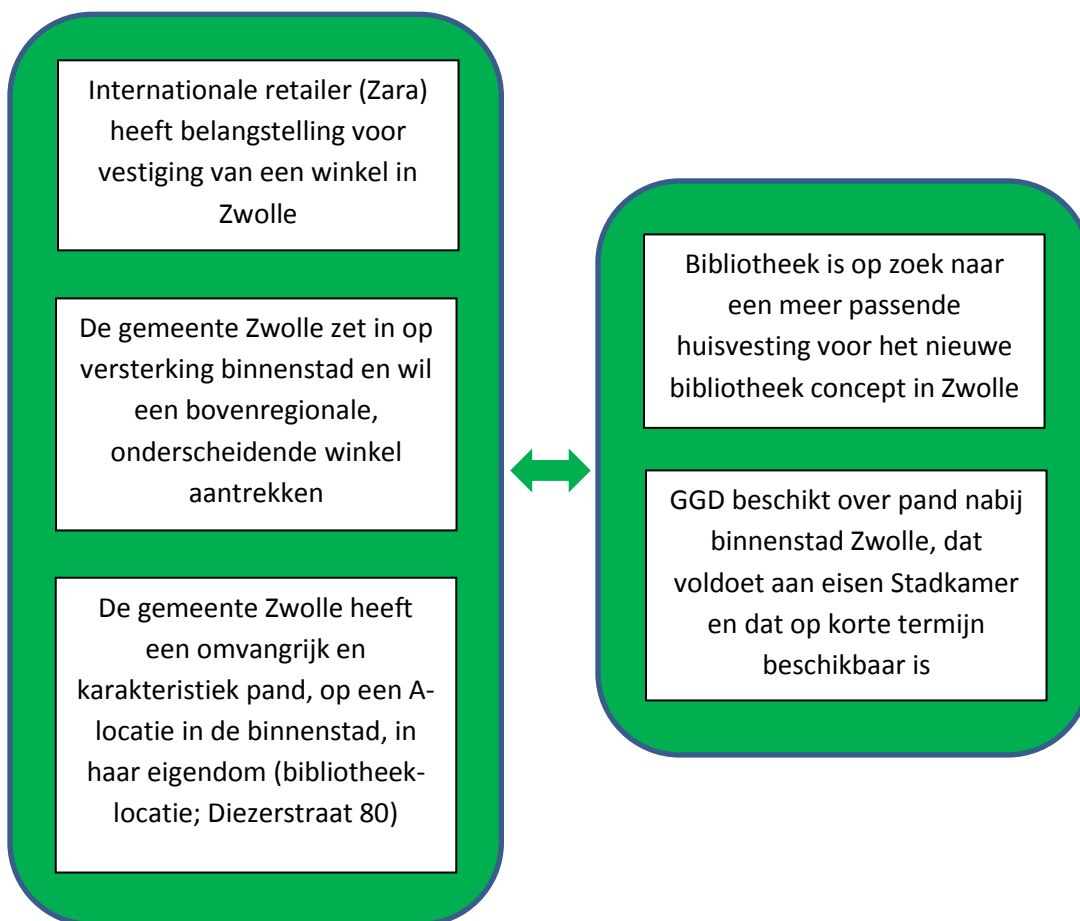 Internationale retailer (Zara)
heeft belangstelling voor
vestiging van een winkel in
Zwolle
De gemeente Zwolle zet in op
versterking binnenstad en wil
een bovenregionale,
onderscheidende winkel
aantrekken
De gemeente Zwolle heeft
een omvangrijk en
karakteristiek pand, op een A-
locatie in de binnenstad, in
haar eigendom (bibliotheek-
locatie; Diezerstraat 80)
Bibliotheek is op zoek naar
een meer passende
huisvesting voor het nieuwe
bibliotheek concept in Zwolle
GGD beschikt over pand nabij
binnenstad Zwolle, dat
voldoet aan eisen Stadkamer
en dat op korte termijn
beschikbaar is